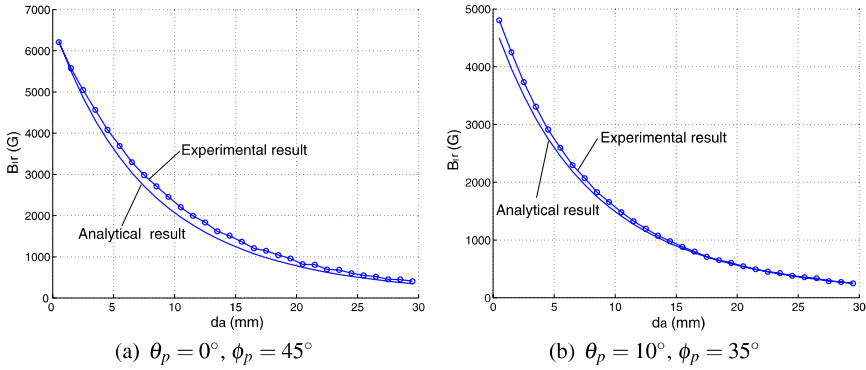 7000
6000
5000
4000
3000
2000
1000
0
B₁r (G)
Experimental result
Analytical result
0 5 10 15 20 25 30
da (mm)
(a) θp = 0°, ϕp = 45°
5000
4000
3000
2000
1000
0
B₁r (G)
Experimental result
Analytical result
0 5 10 15 20 25 30
da (mm)
(b) θp = 10°, ϕp = 35°